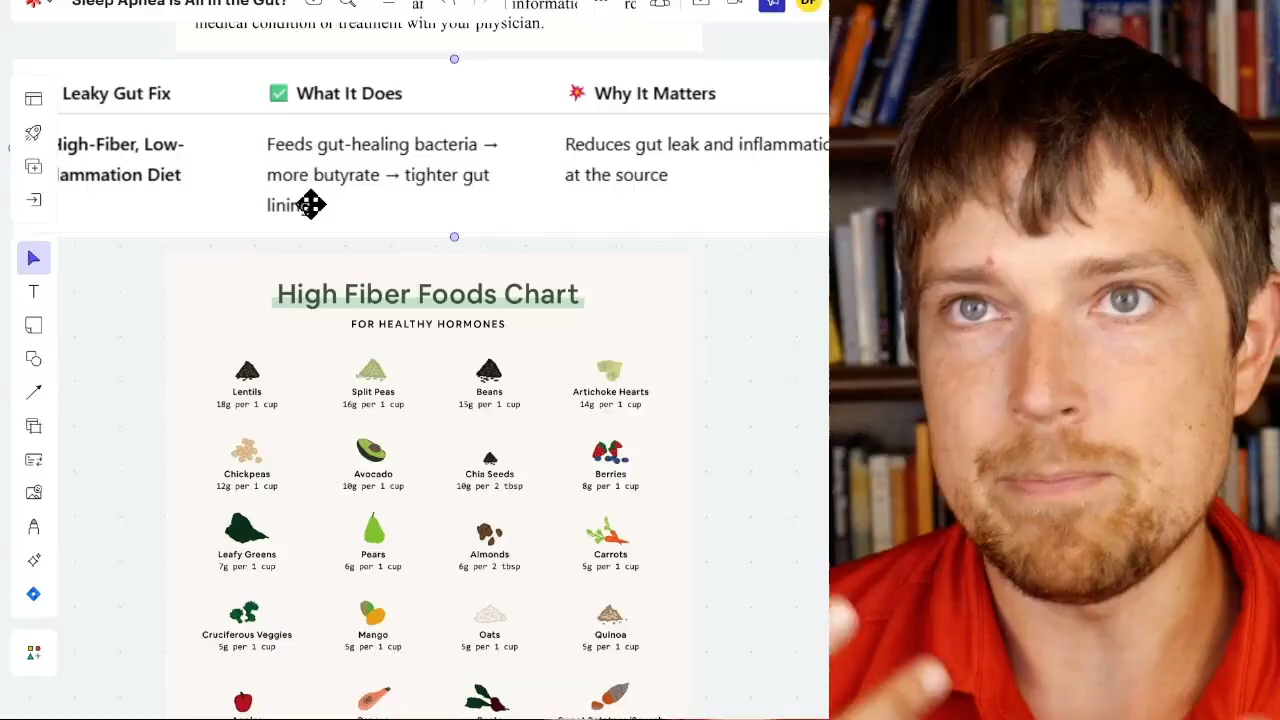 Sleep Apnea is All in the Gut?
medical condition or treatment with your physician.
Leaky Gut Fix
✅ What It Does
💥 Why It Matters
High-Fiber, Low-
Feeds gut-healing bacteria →
more butyrate → tighter gut
lining
Reduces gut leak and inflammatio
at the source
lammation Diet
T
High Fiber Foods Chart
FOR HEALTHY HORMONES
Lentils
18g per 1 cup
Split Peas
16g per 1 cup
Beans
15g per 1 cup
Artichoke Hearts
14g per 1 cup
Chickpeas
12g per 1 cup
Avocado
10g per 1 cup
Chia Seeds
10g per 2 tbsp
Berries
8g per 1 cup
Leafy Greens
7g per 1 cup
Pears
6g per 1 cup
Almonds
6g per 2 tbsp
Carrots
5g per 1 cup
Cruciferous Veggies
5g per 1 cup
Mango
5g per 1 cup
Oats
5g per 1 cup
Quinoa
5g per 1 cup